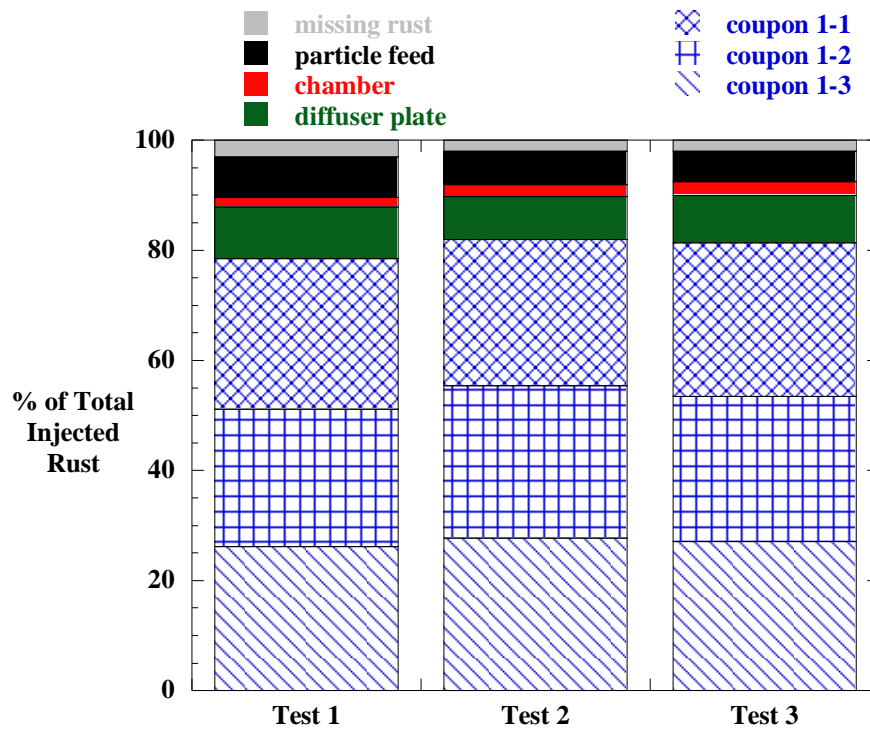 missing rust
particle feed
chamber
diffuser plate
coupon 1-1
coupon 1-2
coupon 1-3
100
80
60
40
20
0
% of Total
Injected
Rust
Test 1
Test 2
Test 3